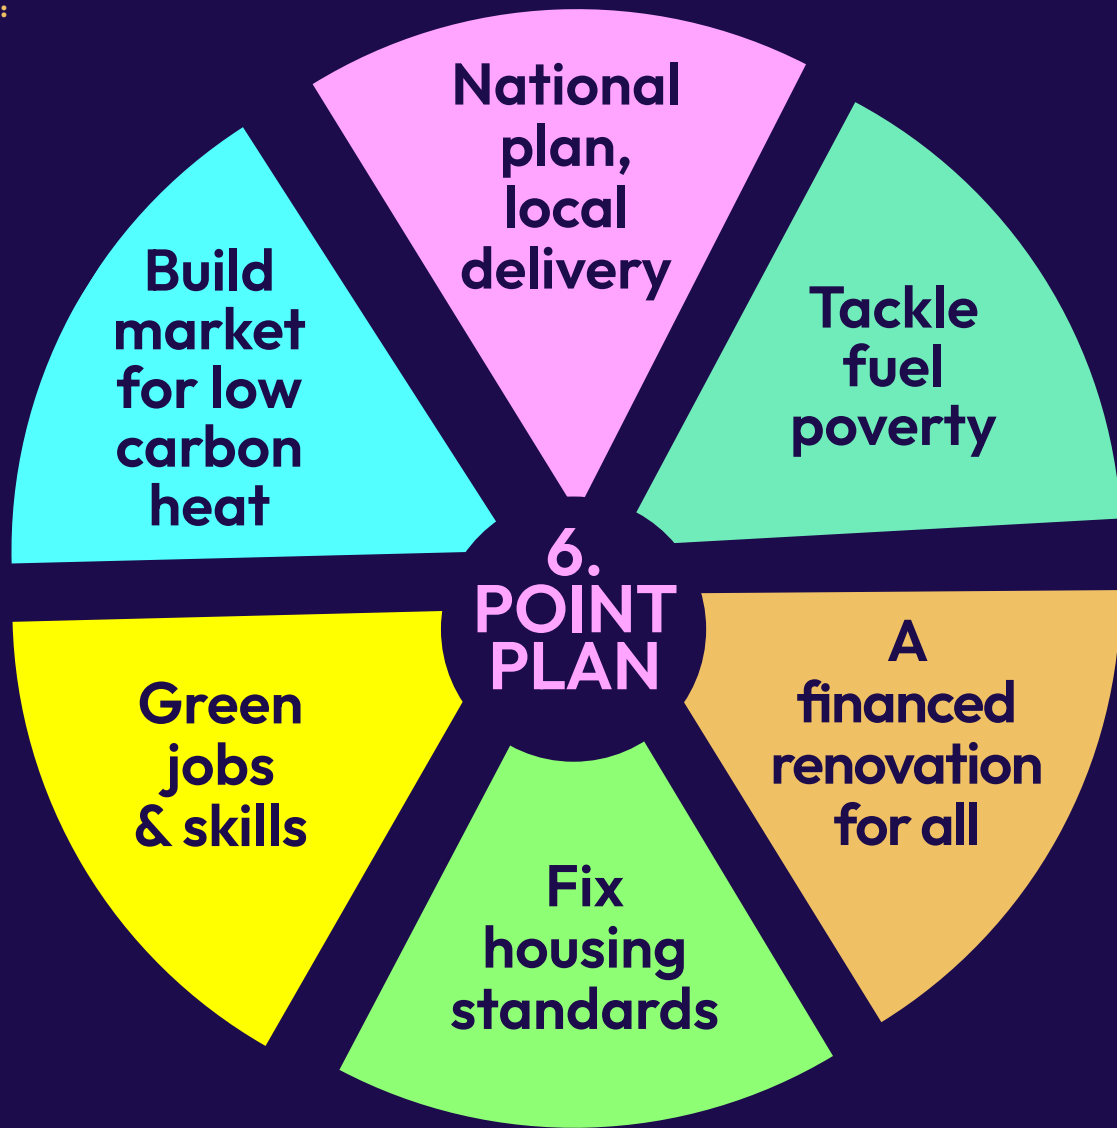 National
plan,
local
delivery
Tackle
fuel
poverty
A
financed
renovation
for all
Fix
housing
standards
Green
jobs
& skills
Build
market
for low
carbon
heat
6.
POINT
PLAN